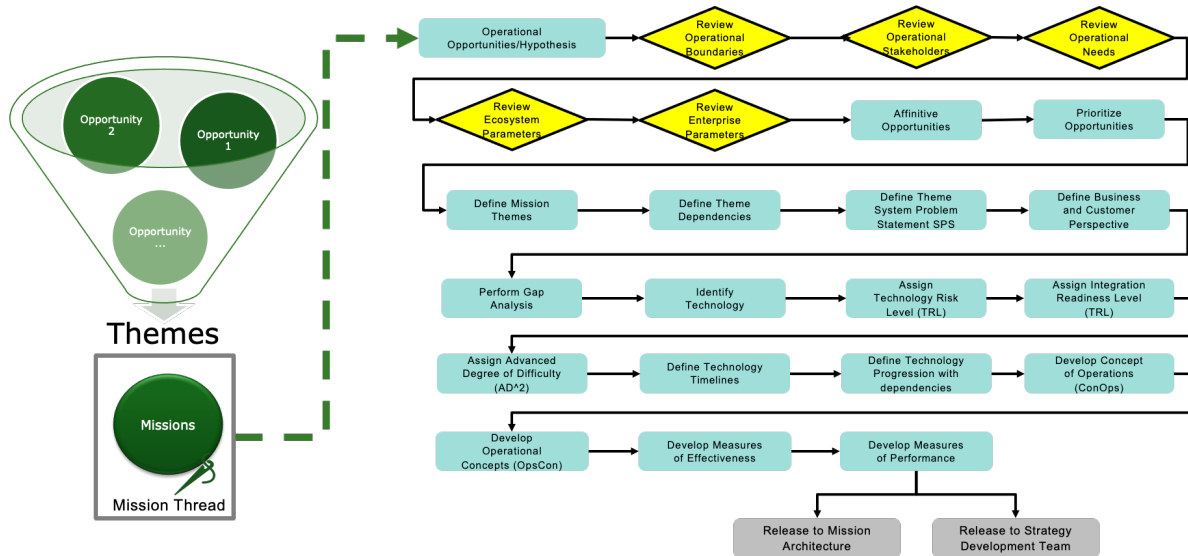 Opportunity
2
Opportunity
1
Opportunity
...
Themes
Missions
Mission Thread
Operational
Opportunities/Hypothesis
Review
Operational
Boundaries
Review
Operational
Stakeholders
Review
Operational
Needs
Review
Ecosystem
Parameters
Review
Enterprise
Parameters
Affinitive
Opportunities
Prioritize
Opportunities
Define Mission
Themes
Define Theme
Dependencies
Define Theme
System Problem
Statement SPS
Define Business
and Customer
Perspective
Perform Gap
Analysis
Identify
Technology
Assign
Technology Risk
Level (TRL)
Assign Integration
Readiness Level
(TRL)
Assign Advanced
Degree of Difficulty
(AD^2)
Define Technology
Timelines
Define Technology
Progression with
dependencies
Develop Concept
of Operations
(ConOps)
Develop
Operational
Concepts (OpsCon)
Develop Measures
of Effectiveness
Develop Measures
of Performance
Release to Mission
Architecture
Release to Strategy
Development Team